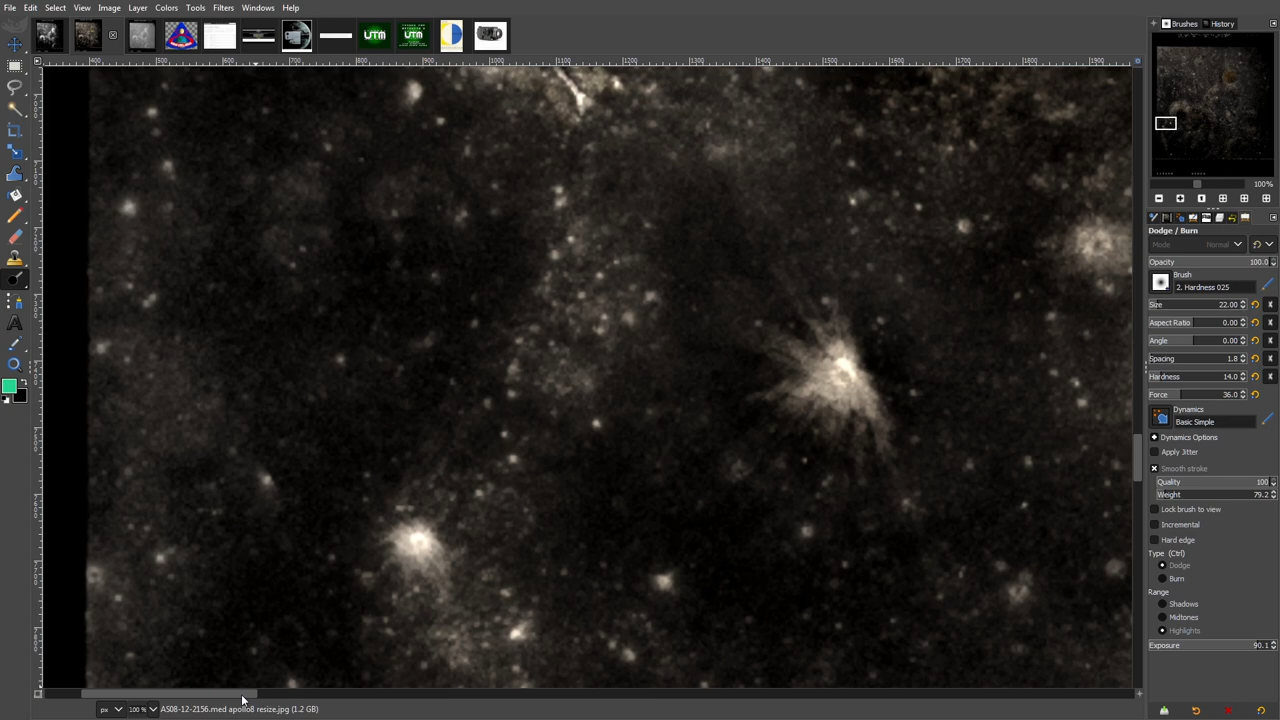 File Edit Select View Image Layer Colors Tools Filters Windows Help
UTM
UTM
Brushes
History
400 500 600 700 800 900 1000 1100 1200 1300 1400 1500 1600 1700 1800 1900
100%
Dodge / Burn
Mode Normal
Opacity 100.0
Brush
2. Hardness 025
Size 22.00
Aspect Ratio 0.00
Angle 0.00
Spacing 1.8
Hardness 14.0
Force 36.0
Dynamics
Basic Simple
Dynamics Options
Apply Jitter
Smooth stroke
Quality 100
Weight 79.2
Lock brush to view
Incremental
Hard edge
Type (Ctrl)
Dodge
Burn
Range
Shadows
Midtones
Highlights
Exposure 90.1
px 100 % AS08-12-2156.med apollo8 resize.jpg (1.2 GB)